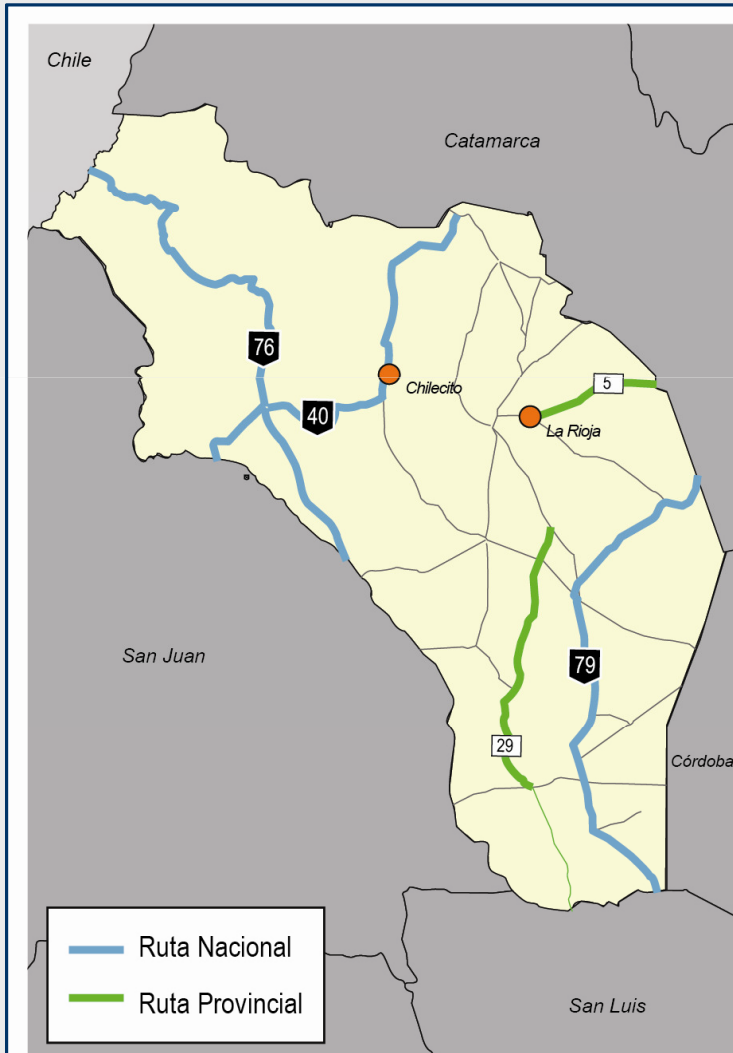 Chile
Catamarca
76
5
Chilecito
40
La Rioja
San Juan
79
29
Córdoba
Ruta Nacional
Ruta Provincial
San Luis